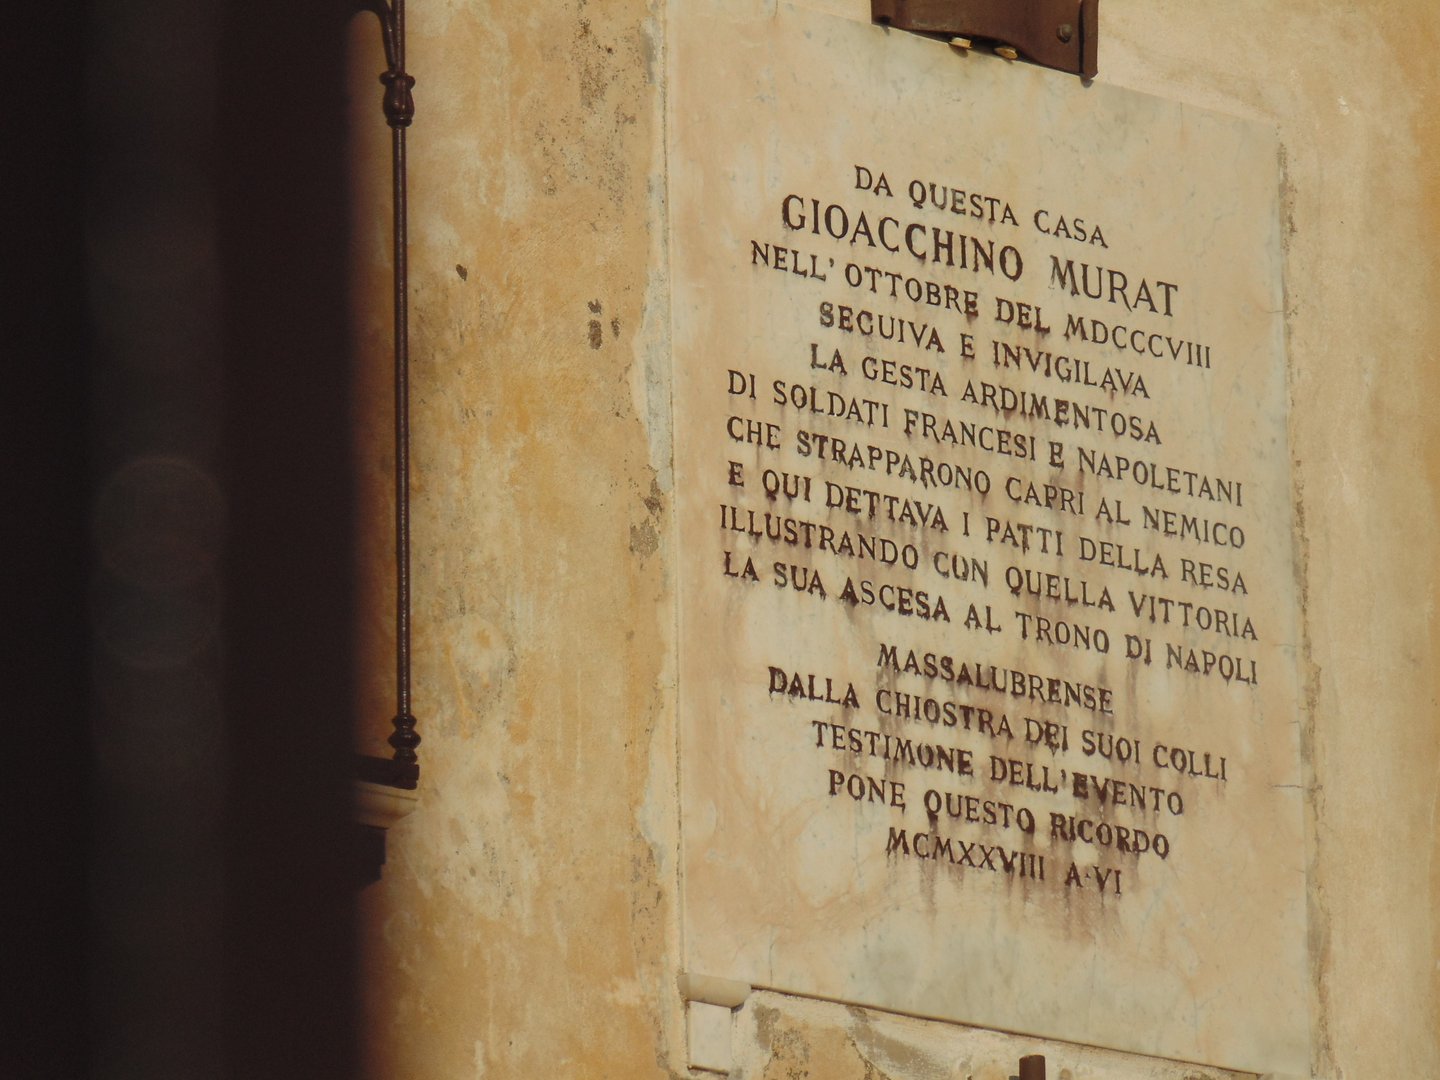 DA QUESTA CASA
GIOACCHINO MURAT
NELL'OTTOBRE DEL MDCCCVIII
SEGUIVA E INVIGILAVA
LA GESTA ARDIMENTOSA
DI SOLDATI FRANCESI E NAPOLETANI
CHE STRAPPARONO CAPRI AL NEMICO
E QUI DETTAVA I PATTI DELLA RESA
ILLUSTRANDO CON QUELLA VITTORIA
LA SUA ASCESA AL TRONO DI NAPOLI
MASSALUBRENSE
DALLA CHIOSTRA DEI SUOI COLLI
TESTIMONE DELL'EVENTO
PONE QUESTO RICORDO
MCMXXVIII A·VI